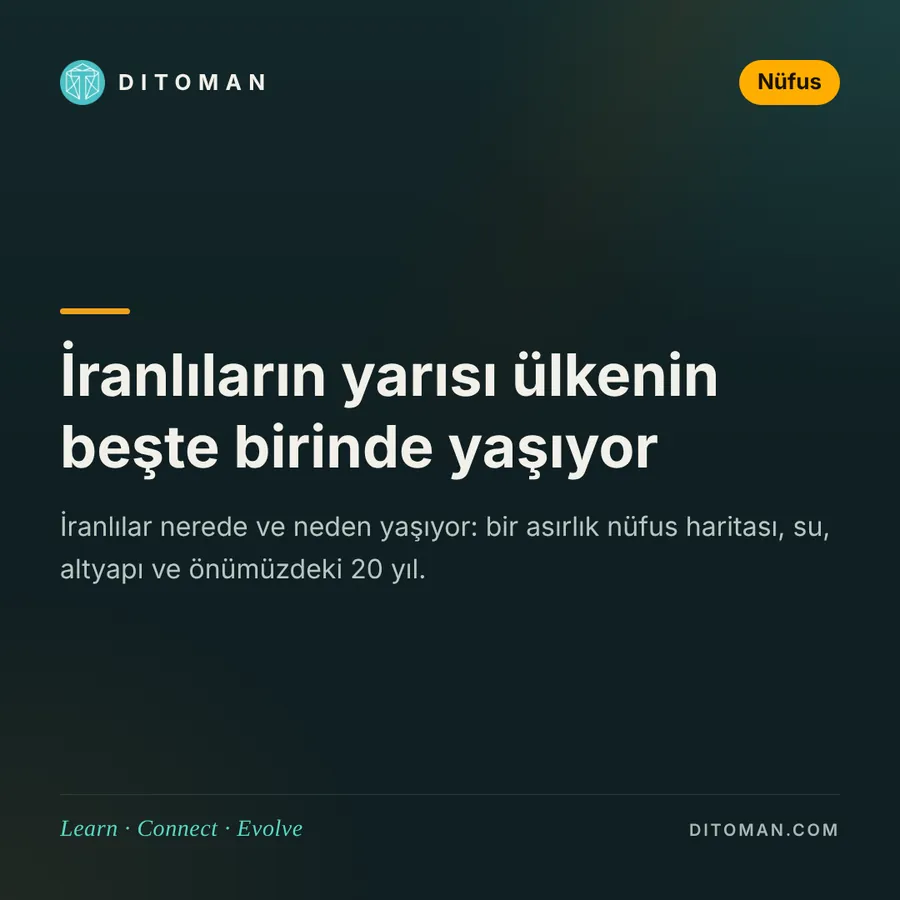 DITOMAN
Nüfus
İranlıların yarısı ülkenin
beşte birinde yaşıyor
İranlılar nerede ve neden yaşıyor: bir asırlık nüfus haritası, su,
altyapı ve önümüzdeki 20 yıl.
Learn · Connect · Evolve
DITOMAN.COM